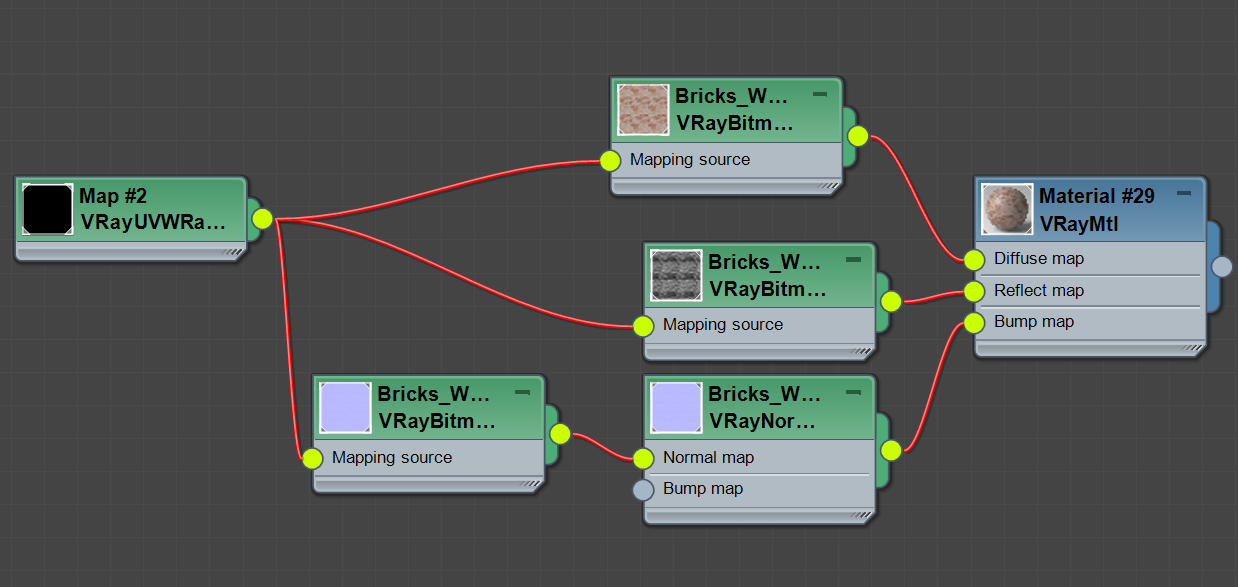 Map #2
VRayUVWRa...
Bricks_W...
VRayBitm...
Mapping source
Bricks_W...
VRayBitm...
Mapping source
Bricks_W...
VRayBitm...
Mapping source
Bricks_W...
VRayNor...
Normal map
Bump map
Material #29
VRayMtl
Diffuse map
Reflect map
Bump map